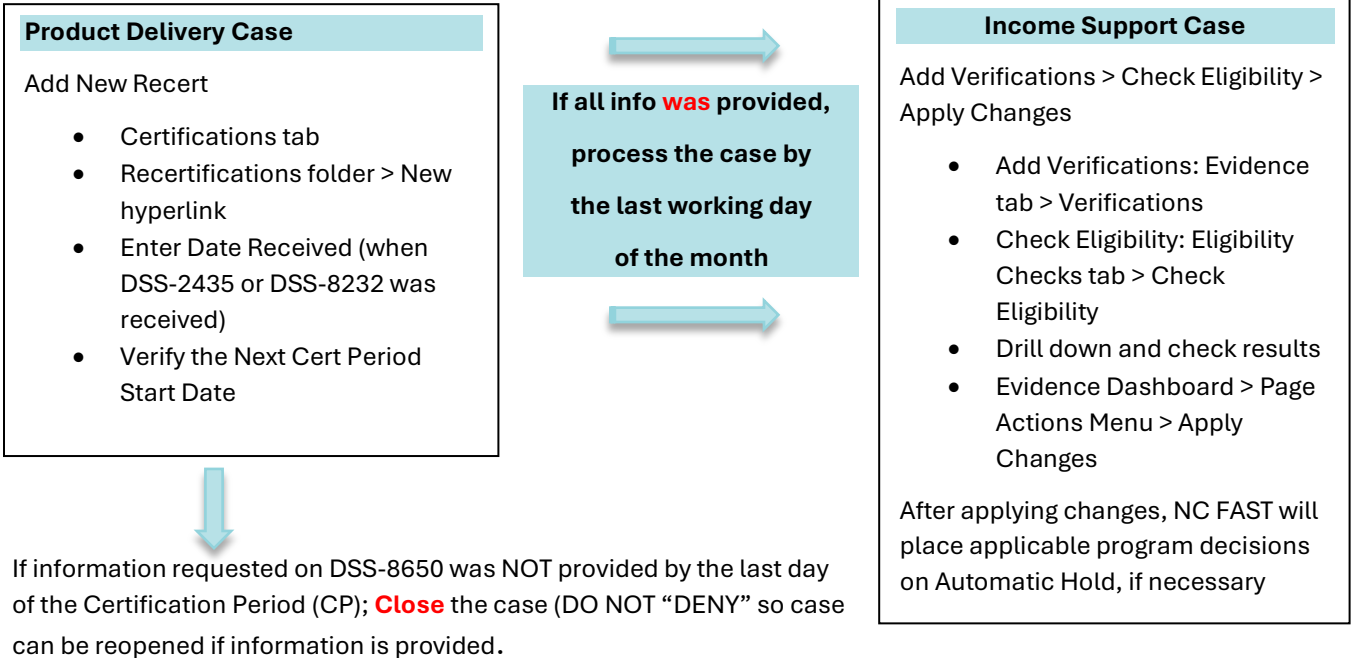 Product Delivery Case
Add New Recert
• Certifications tab
• Recertifications folder > New
hyperlink
• Enter Date Received (when
DSS-2435 or DSS-8232 was
received)
• Verify the Next Cert Period
Start Date
If all info was provided,
process the case by
the last working day
of the month
Income Support Case
Add Verifications > Check Eligibility >
Apply Changes
• Add Verifications: Evidence
tab > Verifications
• Check Eligibility: Eligibility
Checks tab > Check
Eligibility
• Drill down and check results
• Evidence Dashboard > Page
Actions Menu > Apply
Changes
After applying changes, NC FAST will
place applicable program decisions
on Automatic Hold, if necessary
If information requested on DSS-8650 was NOT provided by the last day
of the Certification Period (CP); Close the case (DO NOT “DENY” so case
can be reopened if information is provided.